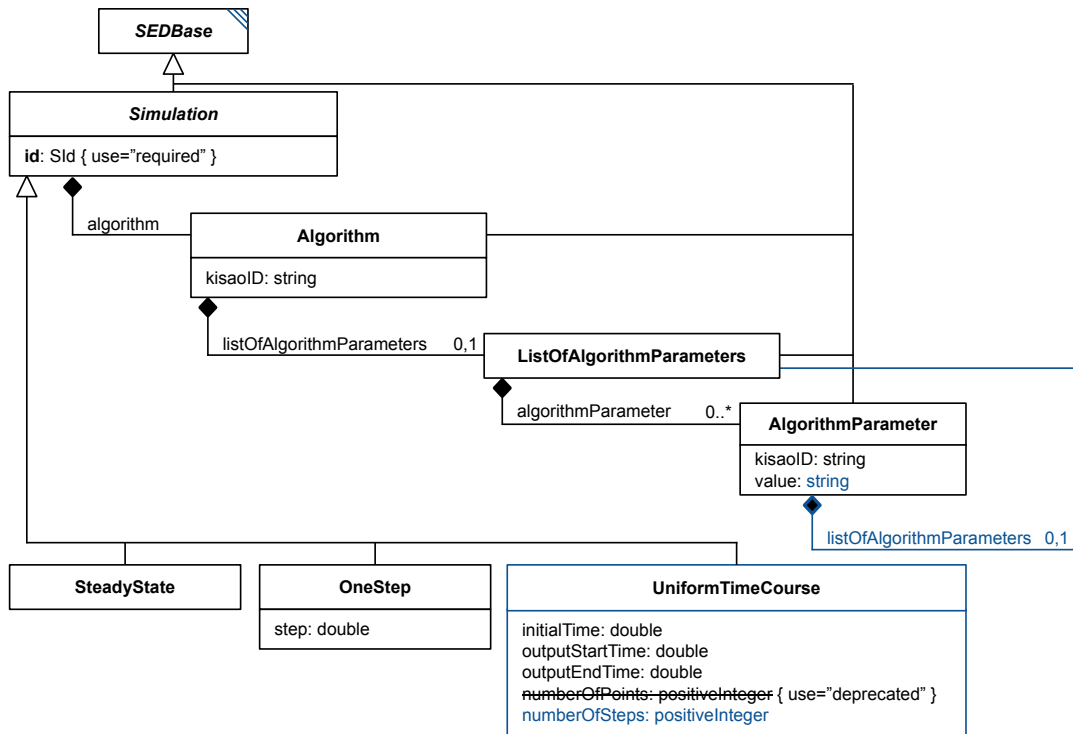 SEDBase
Simulation
id: SId { use=”required” }
algorithm
Algorithm
kisaoID: string
listOfAlgorithmParameters 0,1
ListOfAlgorithmParameters
algorithmParameter 0..*
AlgorithmParameter
kisaoID: string
value: string
listOfAlgorithmParameters 0,1
SteadyState
OneStep
step: double
UniformTimeCourse
initialTime: double
outputStartTime: double
outputEndTime: double
numberOfPoints: positiveInteger { use=”deprecated” }
numberOfSteps: positiveInteger